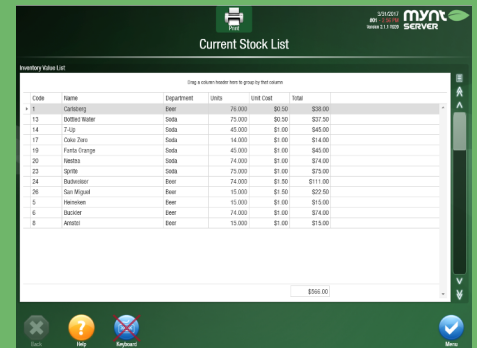 Print
3/31/2017
mynt
SERVER
Current Stock List
Inventory Value List
Drag a column header here to group by that column
Code Name Department Units Unit Cost Total
1 Carlsberg Beer 76.000 $0.50 $38.00
13 Bottled Water Soda 75.000 $0.50 $37.50
14 7-Up Soda 45.000 $1.00 $45.00
17 Coke Zero Soda 14.000 $1.00 $14.00
19 Fanta Orange Soda 45.000 $1.00 $45.00
20 Nestea Soda 74.000 $1.00 $74.00
23 Sprite Soda 75.000 $1.00 $75.00
24 Budweiser Beer 74.000 $1.50 $111.00
26 San Miguel Beer 15.000 $1.50 $22.50
5 Heineken Beer 15.000 $1.00 $15.00
6 Buckler Beer 74.000 $1.00 $74.00
8 Amstel Beer 15.000 $1.00 $15.00
$566.00
Back Help Keyboard Menu